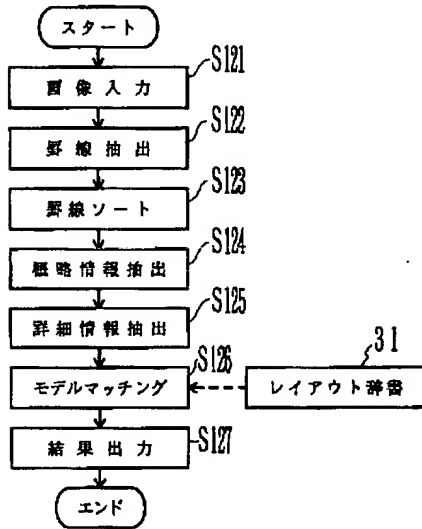 スタート
S121
画像入力
S122
罫線抽出
S123
罫線ソート
S124
概略情報抽出
S125
詳細情報抽出
S126
モデルマッチング
31
レイアウト辞書
S127
結果出力
エンド